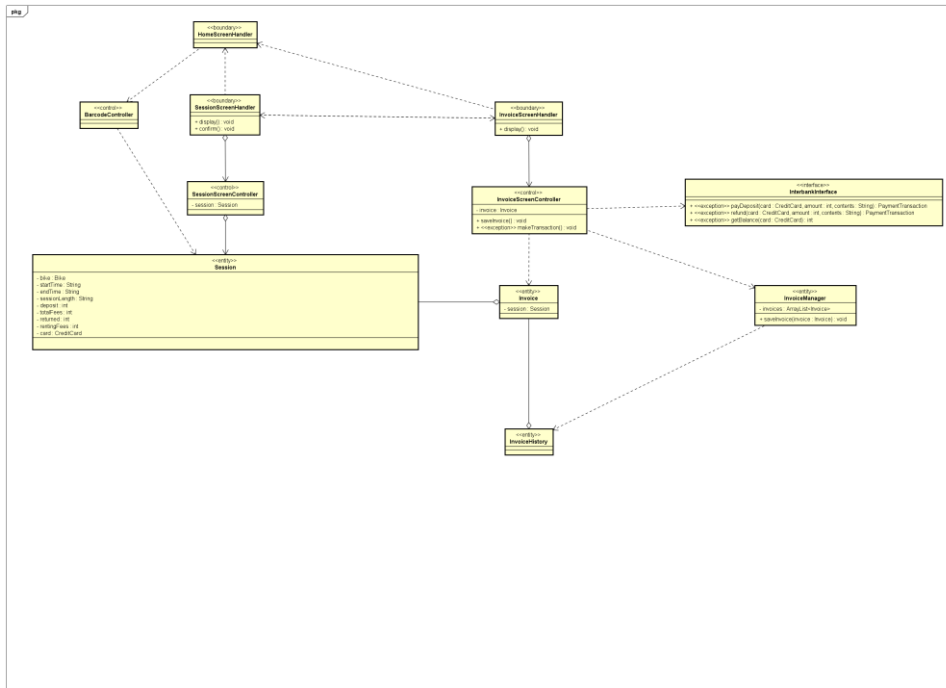 pkg
<<boundary>>
HomeScreenHandler
<<control>>
BarcodeController
<<boundary>>
SessionScreenHandler
+ display() : void
+ confirm() : void
<<boundary>>
InvoiceScreenHandler
+ display() : void
<<control>>
SessionScreenController
- session : Session
<<control>>
InvoiceScreenController
- invoice : Invoice
+ saveInvoice() : void
+ <<exception>> makeTransaction() : void
<<interface>>
InterbankInterface
+ <<exception>> payDeposit(card : CreditCard, amount : int, contents : String) : PaymentTransaction
+ <<exception>> refund(card : CreditCard, amount : int, contents : String) : PaymentTransaction
+ <<exception>> getBalance(card : CreditCard) : int
<<entity>>
Session
- bike : Bike
- startTime : String
- endTime : String
- sessionLength : String
- deposit : int
- totalFees : int
- returned : int
- rentingFees : int
- card : CreditCard
<<entity>>
Invoice
- session : Session
<<entity>>
InvoiceManager
- invoices : ArrayList<Invoice>
+ saveInvoice(invoice : Invoice) : void
<<entity>>
InvoiceHistory